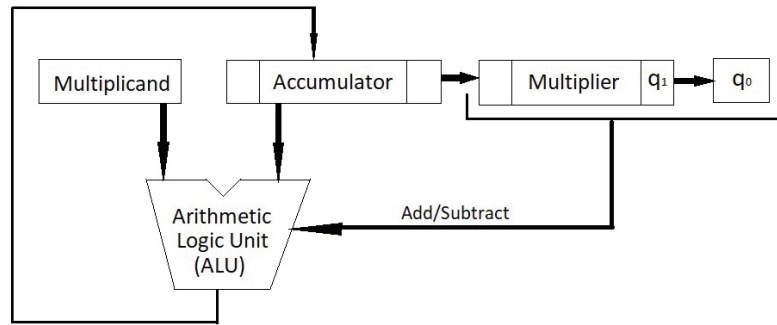 Multiplicand
Accumulator
Multiplier
q₁
q₀
Arithmetic
Logic Unit
(ALU)
Add/Subtract